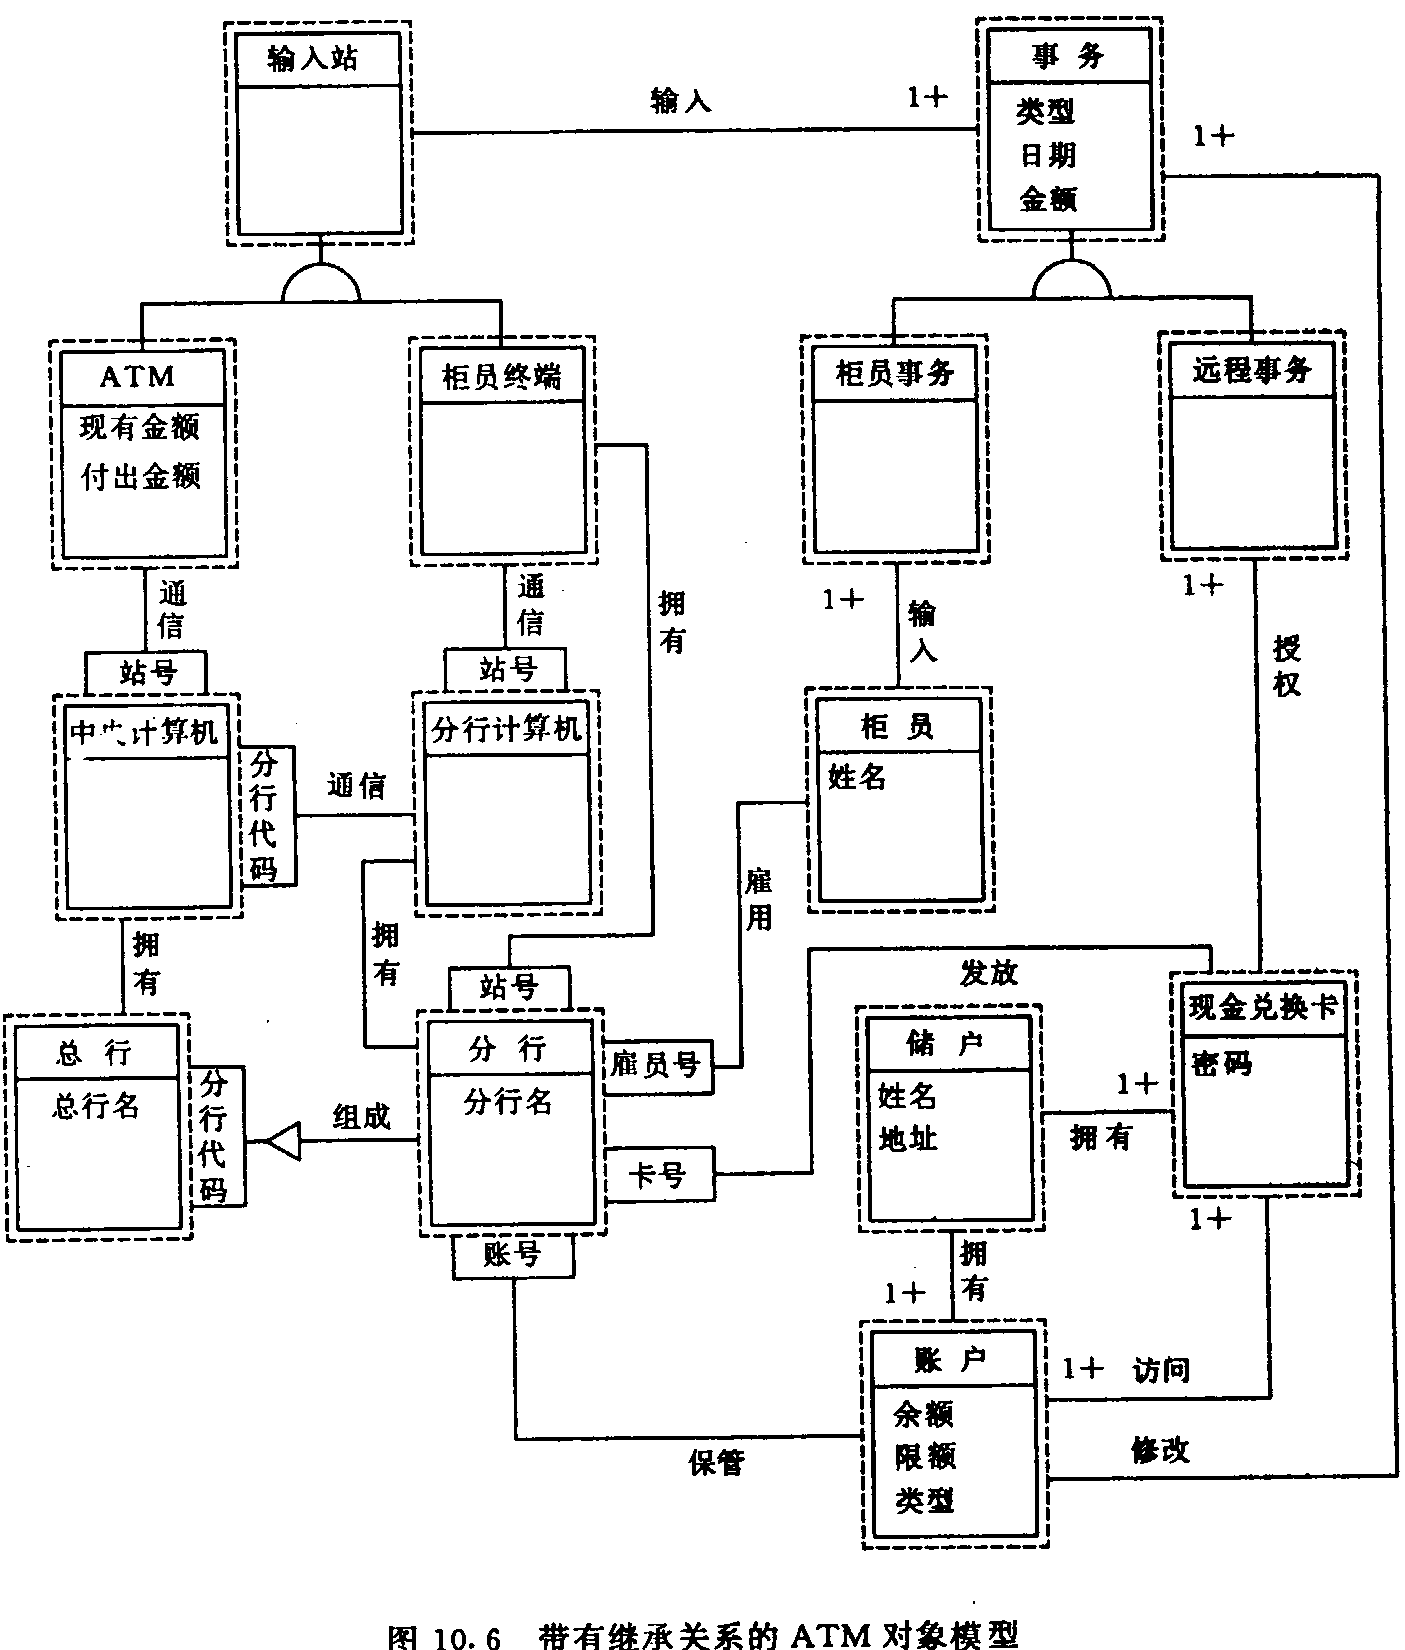 输入站
事 务
输入
1+
类型
日期
金额
1+
ATM
现有金额
付出金额
柜员终端
柜员事务
远程事务
通信
通信
拥有
1+
输入
1+
授权
站号
站号
中央计算机
分行代码
通信
分行计算机
柜 员
姓名
拥有
拥有
雇用
站号
发放
总 行
总行名
分行代码
组成
分 行
分行名
雇员号
卡号
账号
储 户
姓名
地址
1+
拥有
现金兑换卡
密码
1+
拥有
1+
账 户
余额
限额
类型
1+ 访问
修改
保管
图 10.6 带有继承关系的 ATM 对象模型